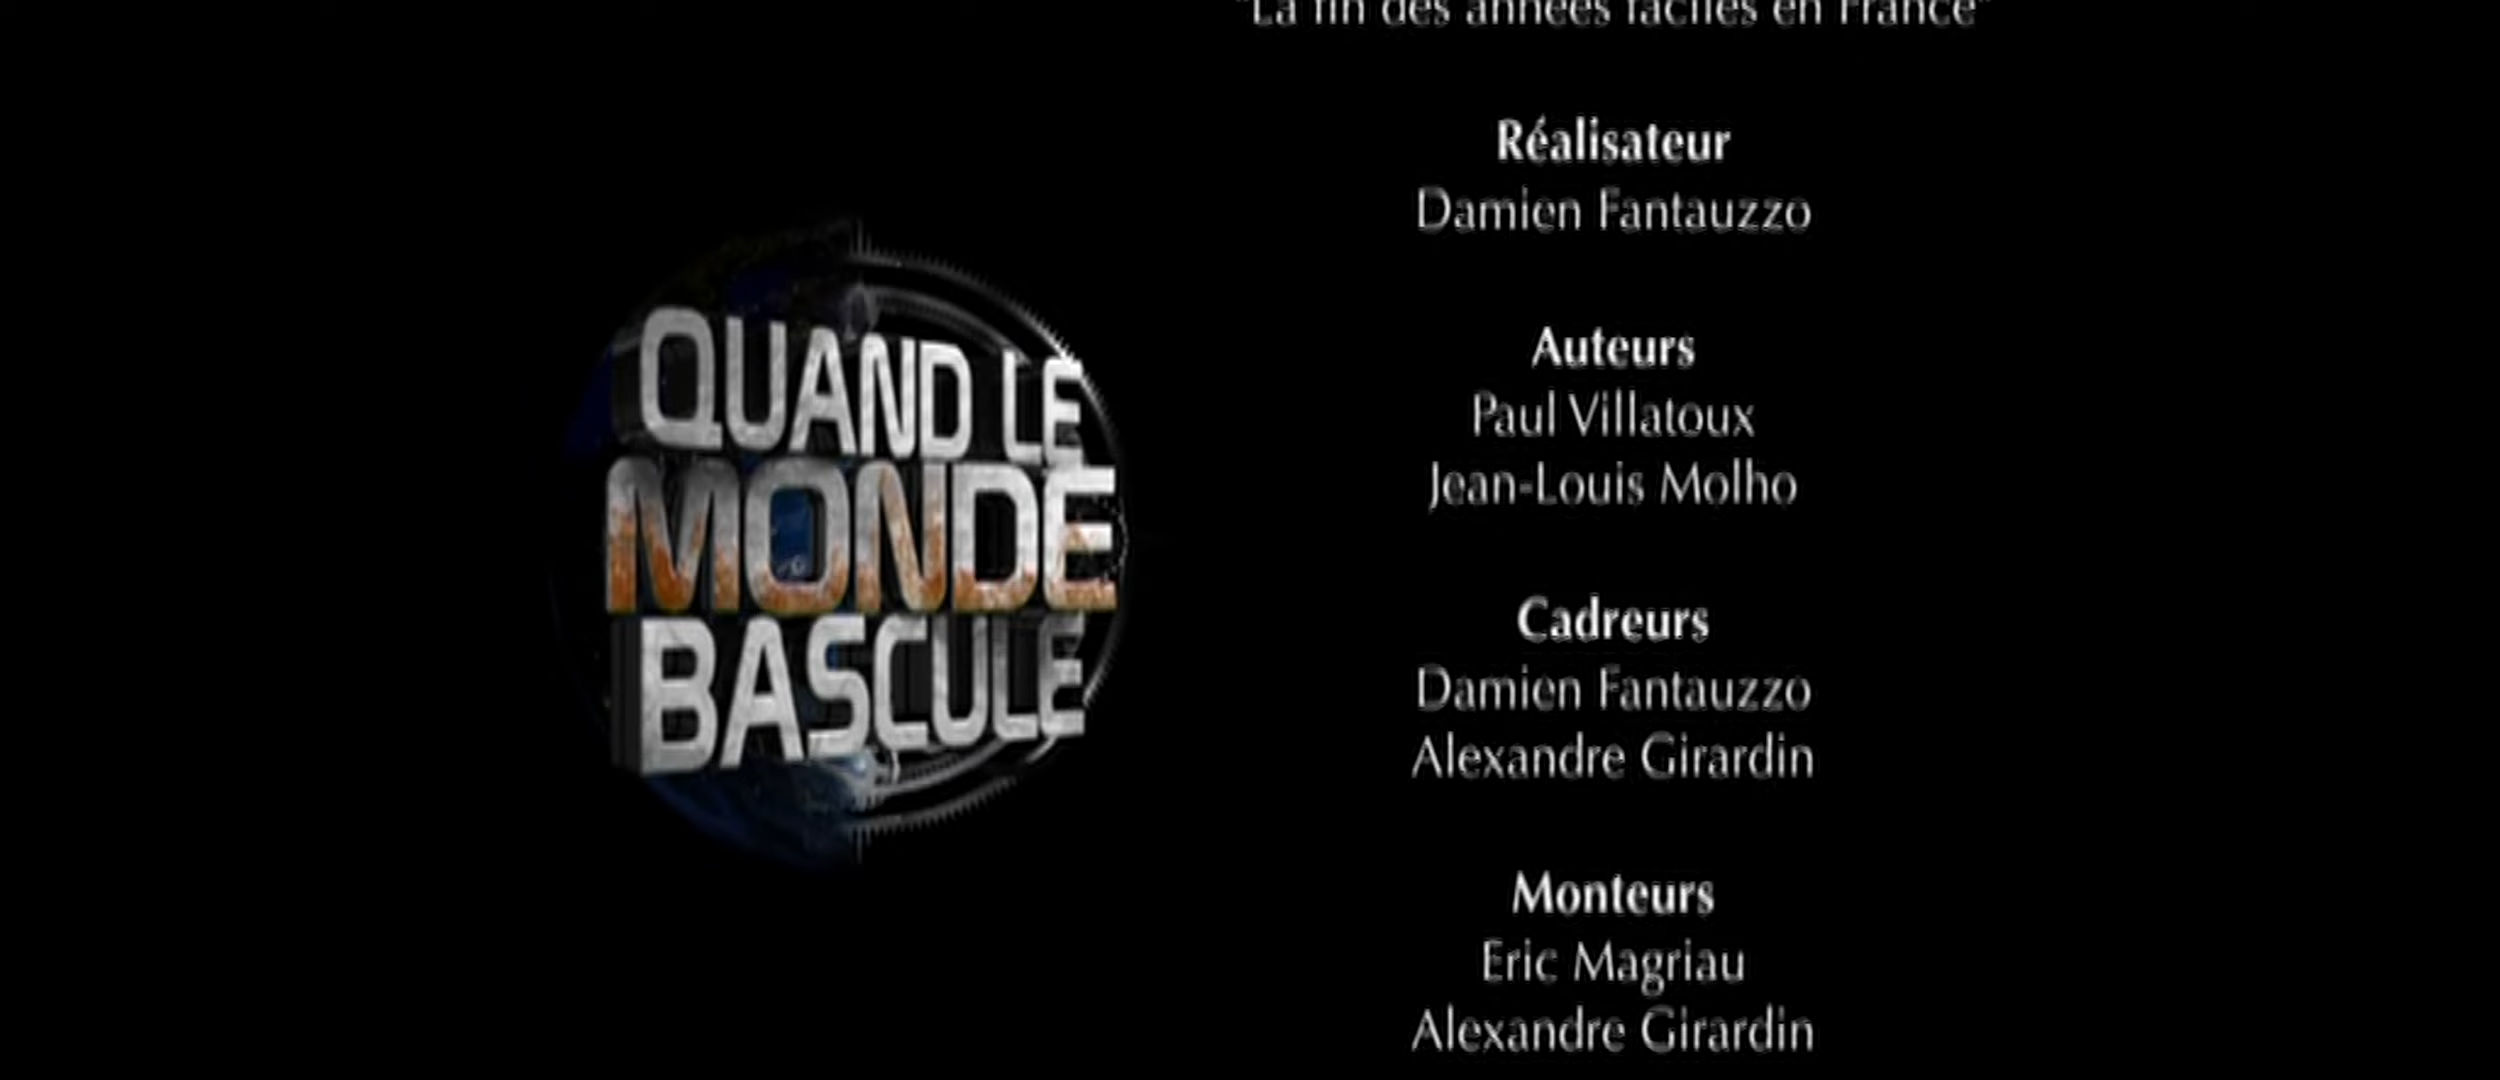 "La fin des années faciles en France"
QUAND LE
MONDE
BASCULE
Réalisateur
Damien Fantauzzo
Auteurs
Paul Villatoux
Jean-Louis Molho
Cadreurs
Damien Fantauzzo
Alexandre Girardin
Monteurs
Eric Magriau
Alexandre Girardin